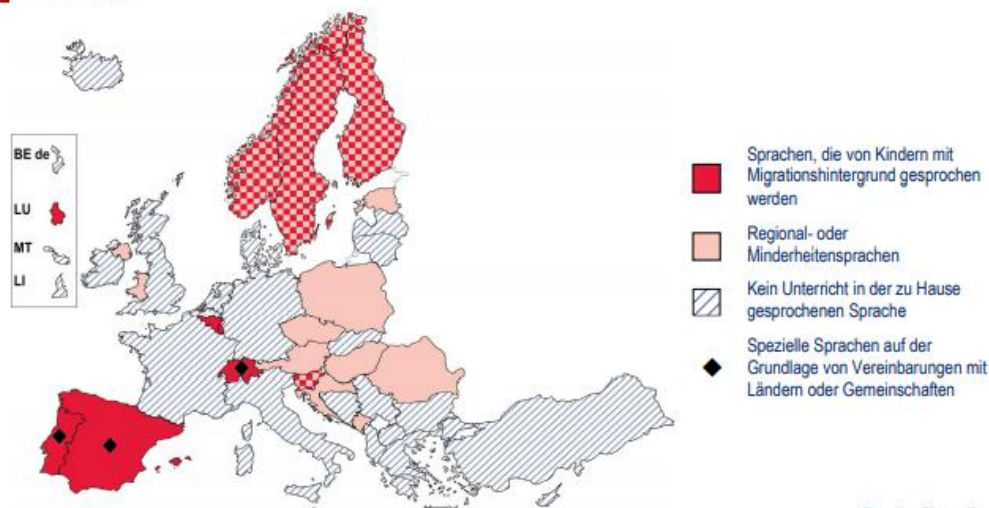 BE de
LU
MT
LI
Sprachen, die von Kindern mit
Migrationshintergrund gesprochen
werden
Regional- oder
Minderheitensprachen
Kein Unterricht in der zu Hause
gesprochenen Sprache
Spezielle Sprachen auf der
Grundlage von Vereinbarungen mit
Ländern oder Gemeinschaften